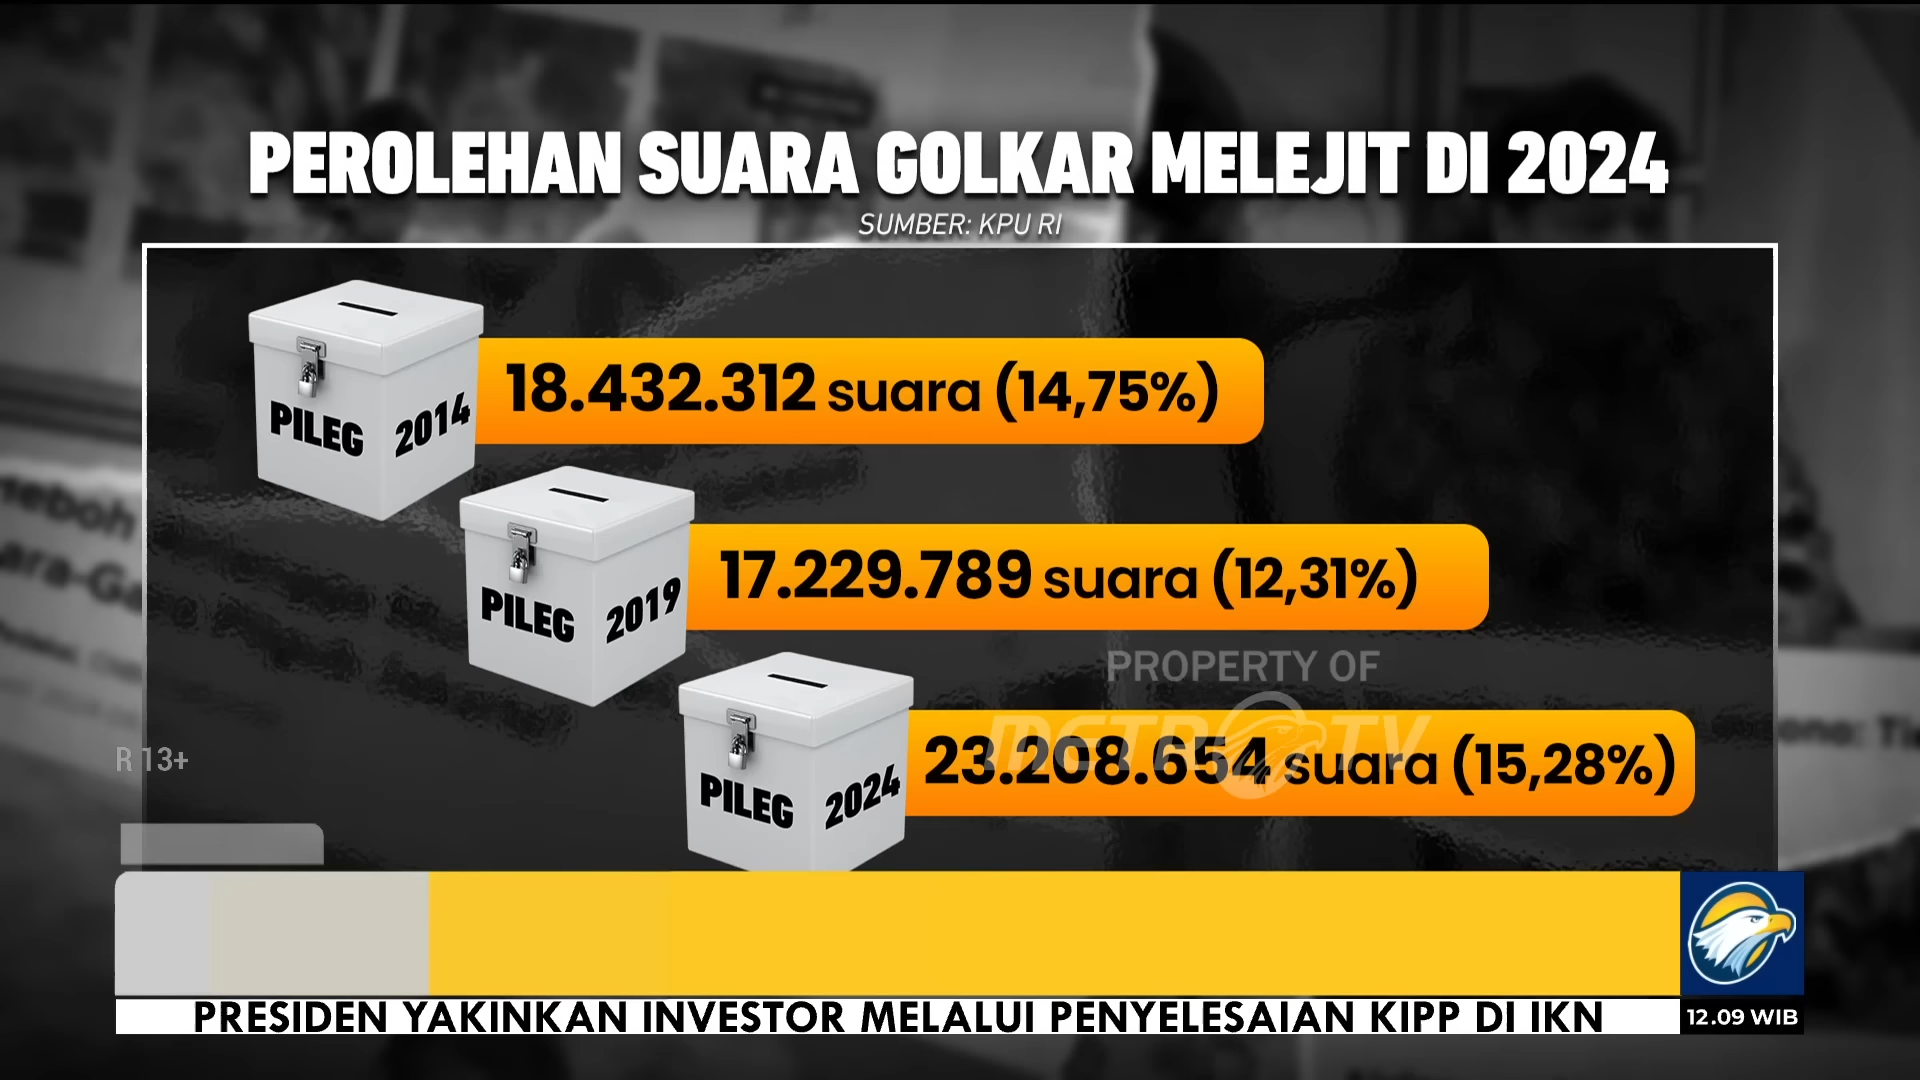 PEROLEHAN SUARA GOLKAR MELEJIT DI 2024
SUMBER: KPU RI
PILEG 2014
18.432.312 suara (14,75%)
PILEG 2019
17.229.789 suara (12,31%)
PROPERTY OF
METRO TV
PILEG 2024
23.208.654 suara (15,28%)
R 13+
PRESIDEN YAKINKAN INVESTOR MELALUI PENYELESAIAN KIPP DI IKN
12.09 WIB